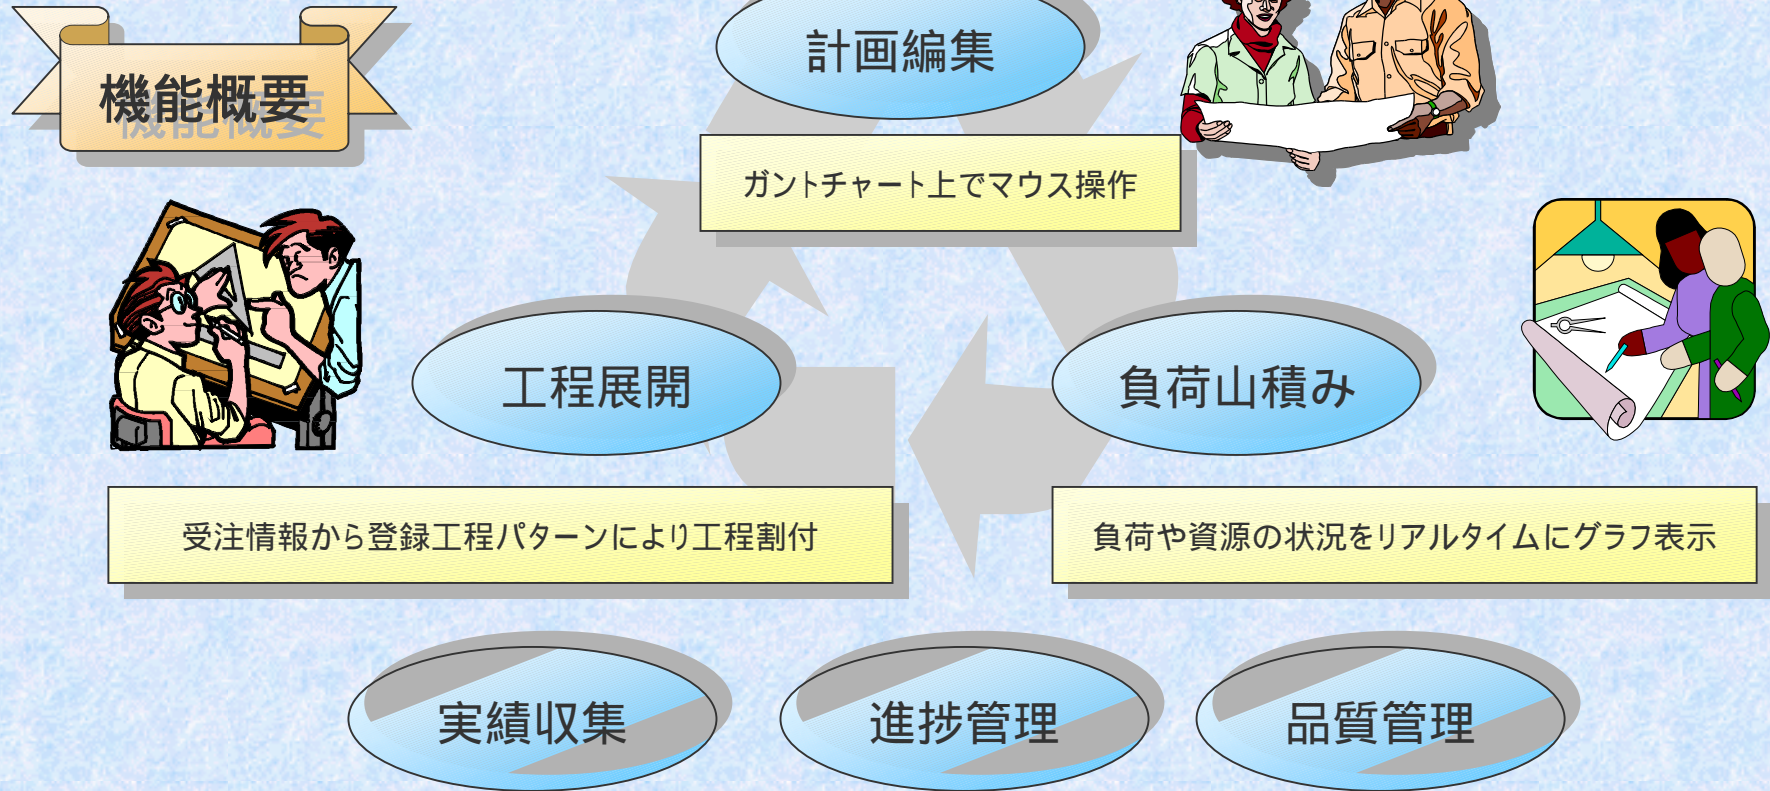 機能概要
計画編集
ガントチャート上でマウス操作
工程展開
負荷山積み
受注情報から登録工程パターンにより工程割付
負荷や資源の状況をリアルタイムにグラフ表示
実績収集
進捗管理
品質管理